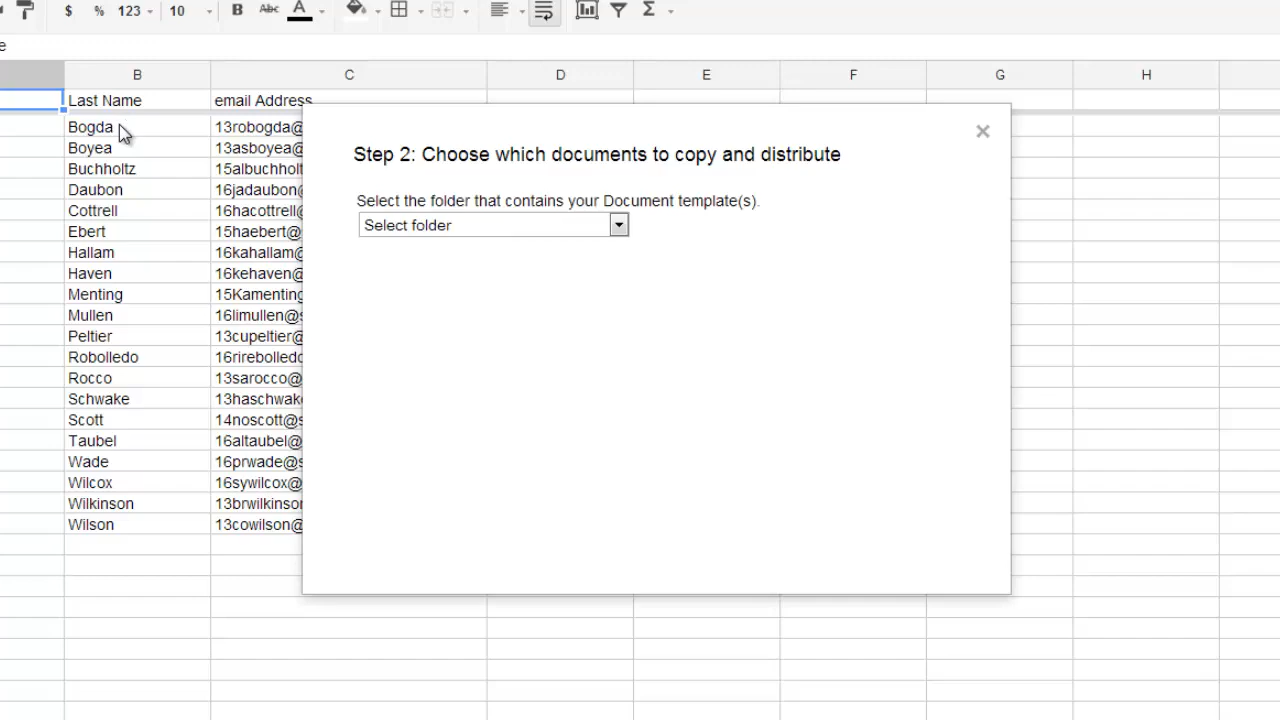 $ % 123 10 B Abc A Σ
e
B C D E F G H
Last Name email Address
Bogda 13robogda@
Boyea 13asboyea@
Buchholtz 15albuchholt
Daubon 16jadaubon@
Cottrell 16hacottrell@
Ebert 15haebert@
Hallam 16kahallam@
Haven 16kehaven@
Menting 15Kamenting
Mullen 16limullen@
Peltier 13cupeltier@
Robolledo 16rirebolledo
Rocco 13sarocco@
Schwake 13haschwake
Scott 14noscott@s
Taubel 16altaubel@
Wade 16prwade@s
Wilcox 16sywilcox@
Wilkinson 13brwilkinson
Wilson 13cowilson@
Step 2: Choose which documents to copy and distribute
Select the folder that contains your Document template(s).
Select folder